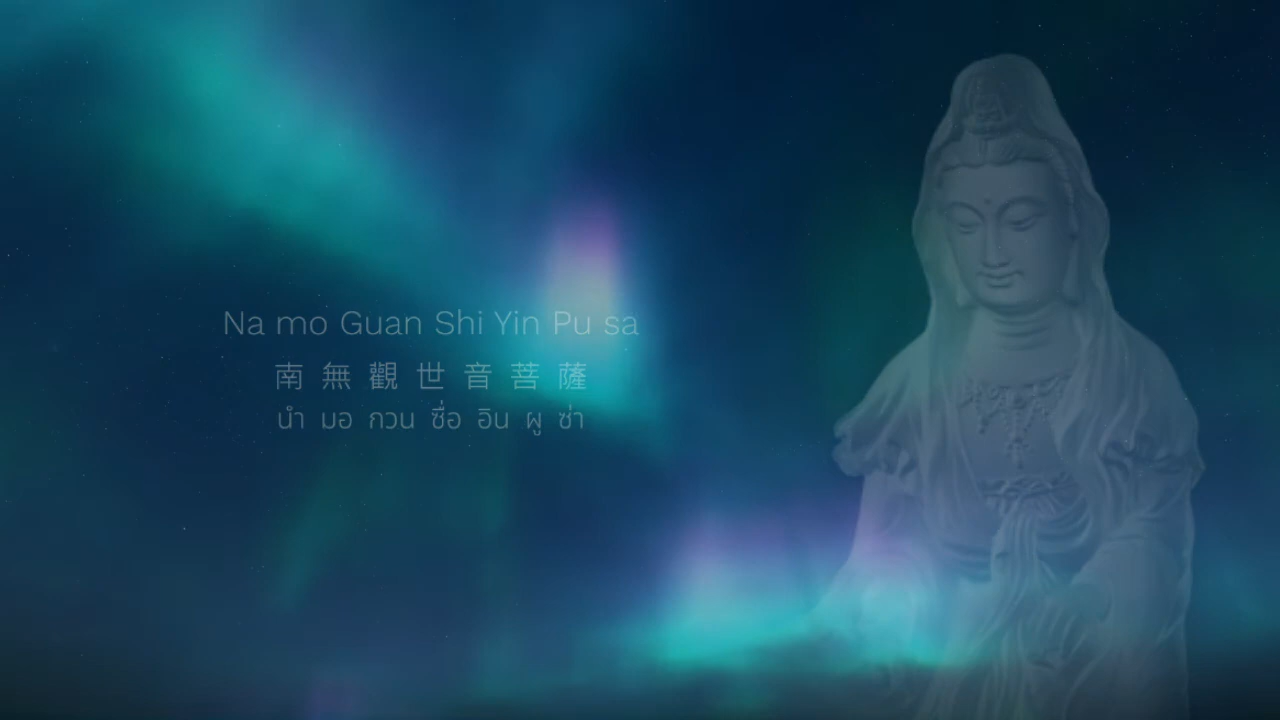 Na mo Guan Shi Yin Pu sa
南 無 觀 世 音 菩 薩
นำ มอ กวน ซื่อ อิน ผู ซ่า